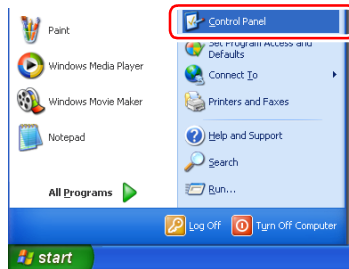 Paint
Windows Media Player
Windows Movie Maker
Notepad
All Programs
Control Panel
Set Program Access and
Defaults
Connect To
Printers and Faxes
Help and Support
Search
Run...
Log Off
Turn Off Computer
start